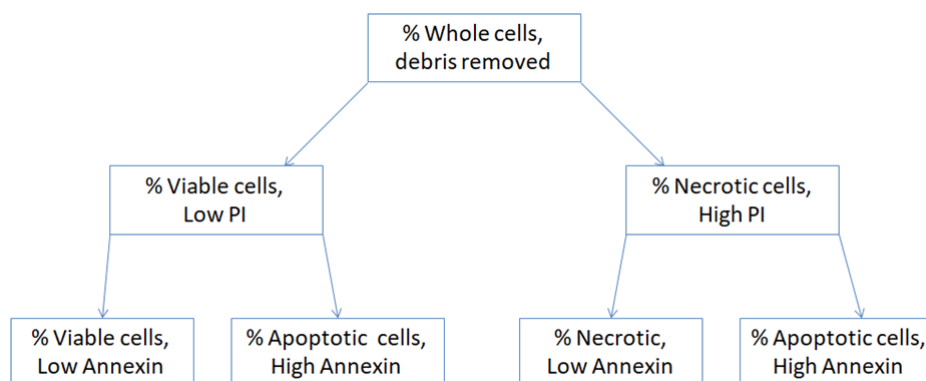 % Whole cells,
debris removed
% Viable cells,
Low PI
% Necrotic cells,
High PI
% Viable cells,
Low Annexin
% Apoptotic cells,
High Annexin
% Necrotic,
Low Annexin
% Apoptotic cells,
High Annexin